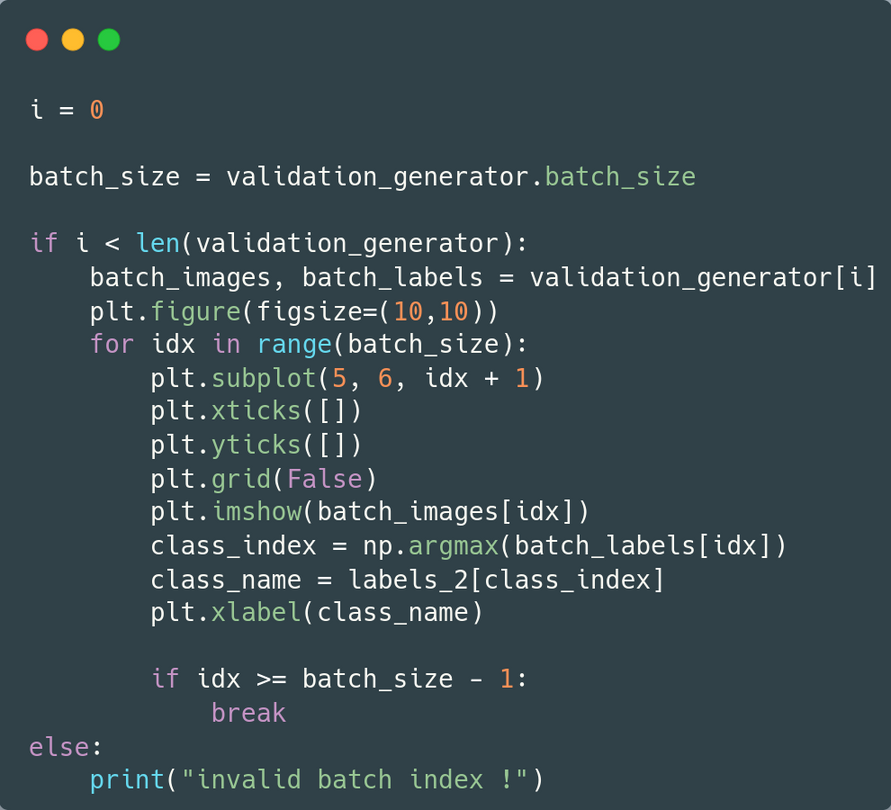 i = 0
batch_size = validation_generator.batch_size
if i < len(validation_generator):
    batch_images, batch_labels = validation_generator[i]
    plt.figure(figsize=(10,10))
    for idx in range(batch_size):
        plt.subplot(5, 6, idx + 1)
        plt.xticks([])
        plt.yticks([])
        plt.grid(False)
        plt.imshow(batch_images[idx])
        class_index = np.argmax(batch_labels[idx])
        class_name = labels_2[class_index]
        plt.xlabel(class_name)
        if idx >= batch_size - 1:
            break
else:
    print("invalid batch index !")